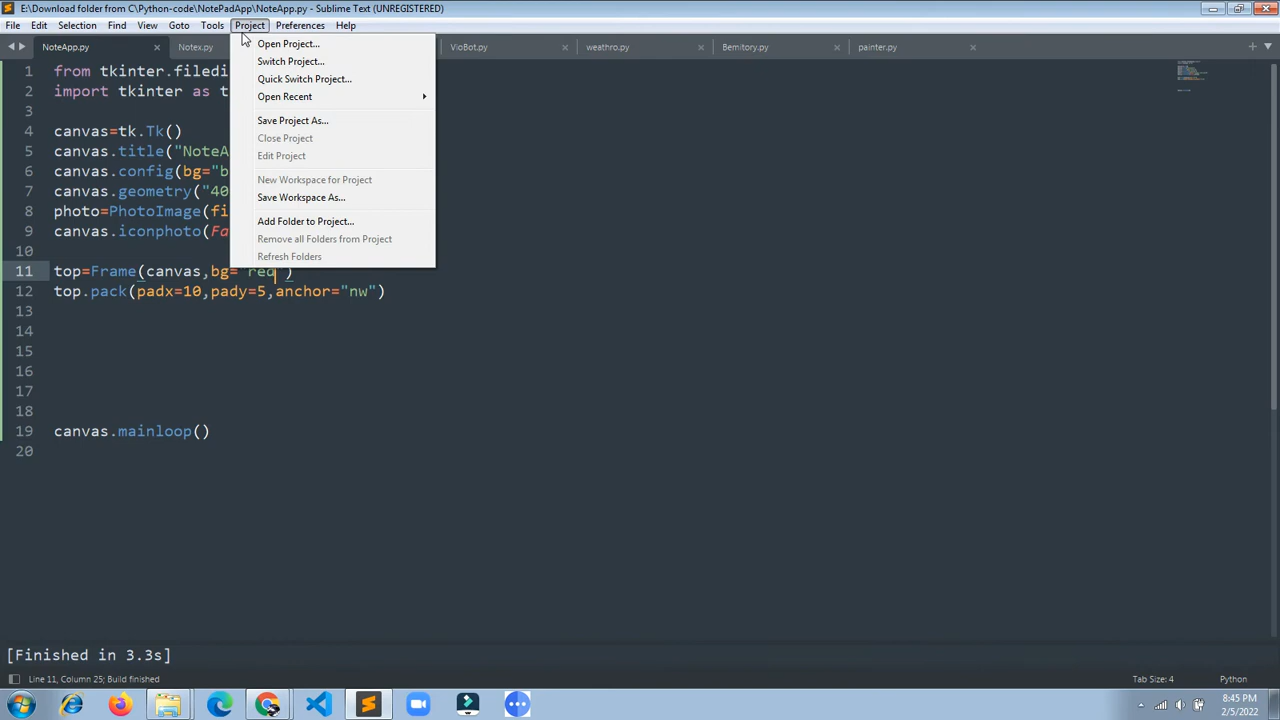 E:\Download folder from C\Python-code\NotePadApp\NoteApp.py - Sublime Text (UNREGISTERED)
File Edit Selection Find View Goto Tools Project Preferences Help
NoteApp.py Notex.py VioBot.py weathro.py Bemitory.py painter.py
Open Project...
Switch Project...
Quick Switch Project...
Open Recent
Save Project As...
Close Project
Edit Project
New Workspace for Project
Save Workspace As...
Add Folder to Project...
Remove all Folders from Project
Refresh Folders
1 from tkinter.filedi
2 import tkinter as t
3
4 canvas=tk.Tk()
5 canvas.title("NoteA
6 canvas.config(bg="b
7 canvas.geometry("40
8 photo=PhotoImage(fi
9 canvas.iconphoto(Fa
10
11 top=Frame(canvas,bg="red")
12 top.pack(padx=10,pady=5,anchor="nw")
13
14
15
16
17
18
19 canvas.mainloop()
20
[Finished in 3.3s]
Line 11, Column 25; Build finished
Tab Size: 4
Python
8:45 PM
2/5/2022